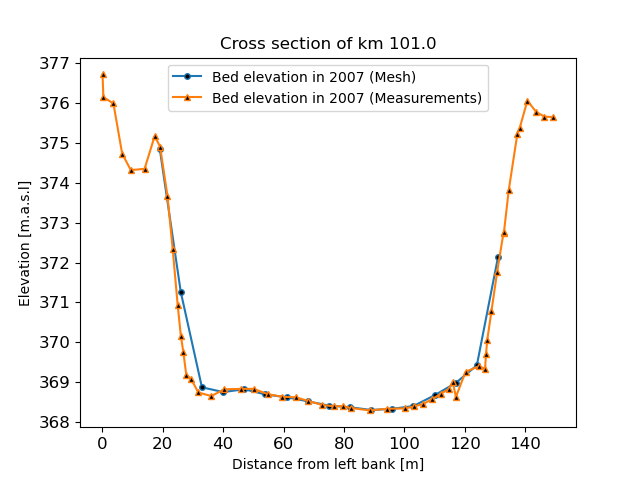 Cross section of km 101.0
Bed elevation in 2007 (Mesh)
Bed elevation in 2007 (Measurements)
377
376
375
374
373
372
371
370
369
368
Elevation [m.a.s.l]
0 20 40 60 80 100 120 140
Distance from left bank [m]